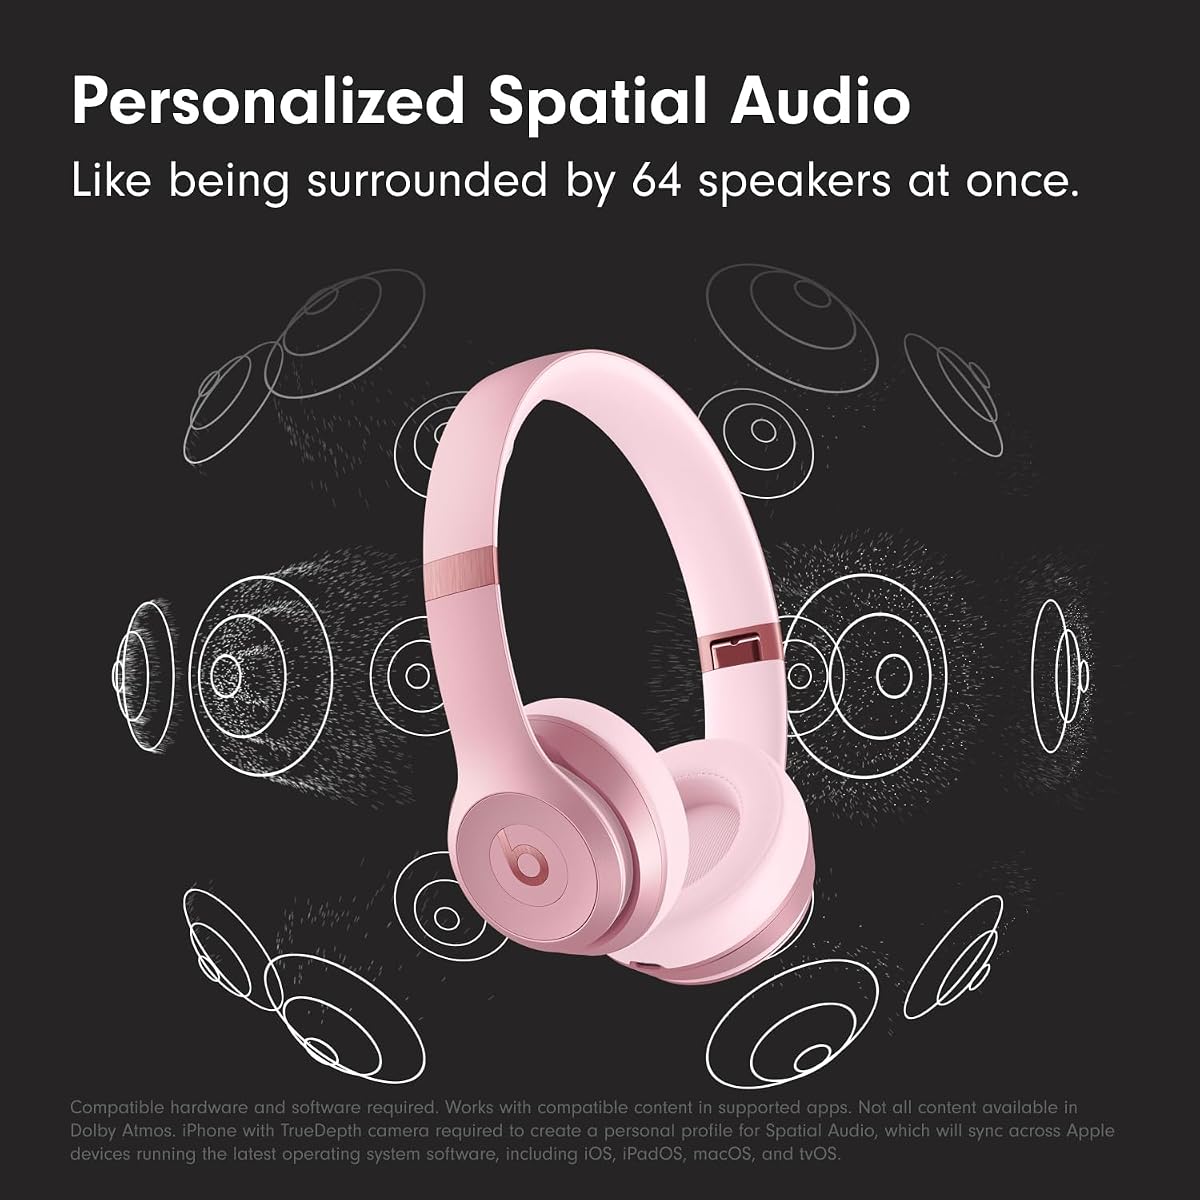 Personalized Spatial Audio
Like being surrounded by 64 speakers at once.
Compatible hardware and software required. Works with compatible content in supported apps. Not all content available in
Dolby Atmos. iPhone with TrueDepth camera required to create a personal profile for Spatial Audio, which will sync across Apple
devices running the latest operating system software, including iOS, iPadOS, macOS, and tvOS.